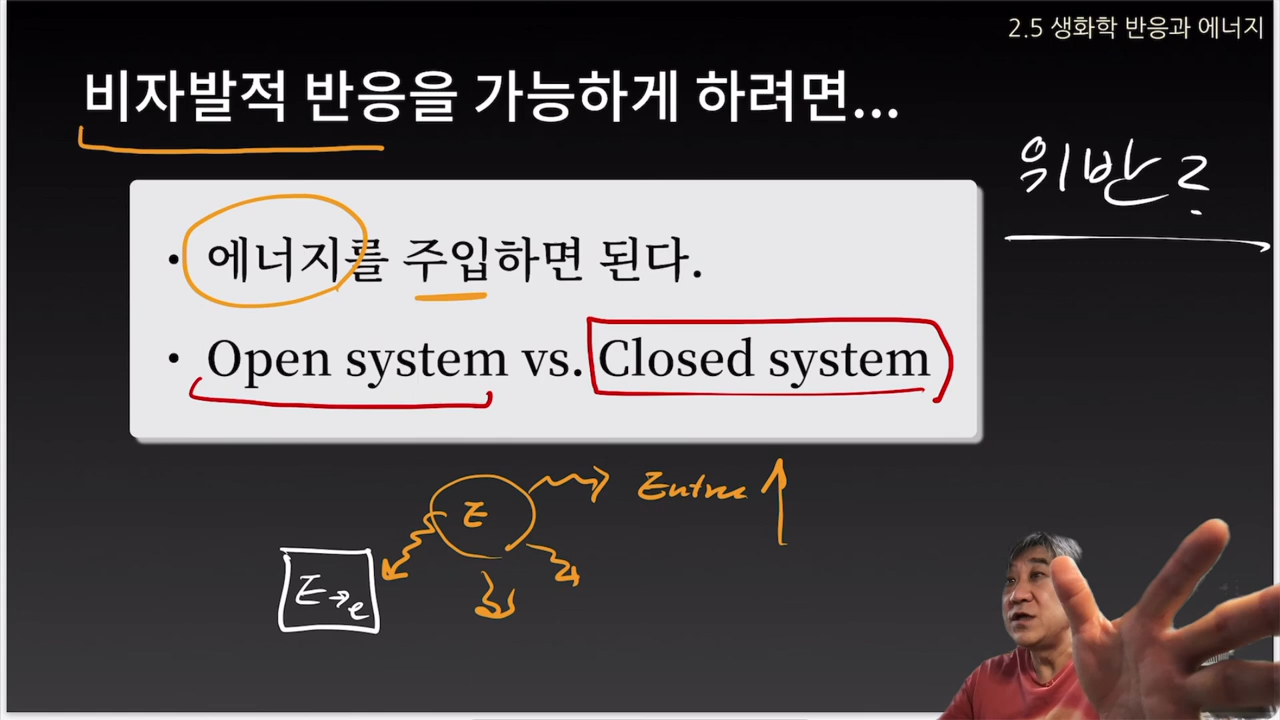 2.5 생화학 반응과 에너지
비자발적 반응을 가능하게 하려면...
위반?
• 에너지를 주입하면 된다.
• Open system vs. Closed system
E
E → e